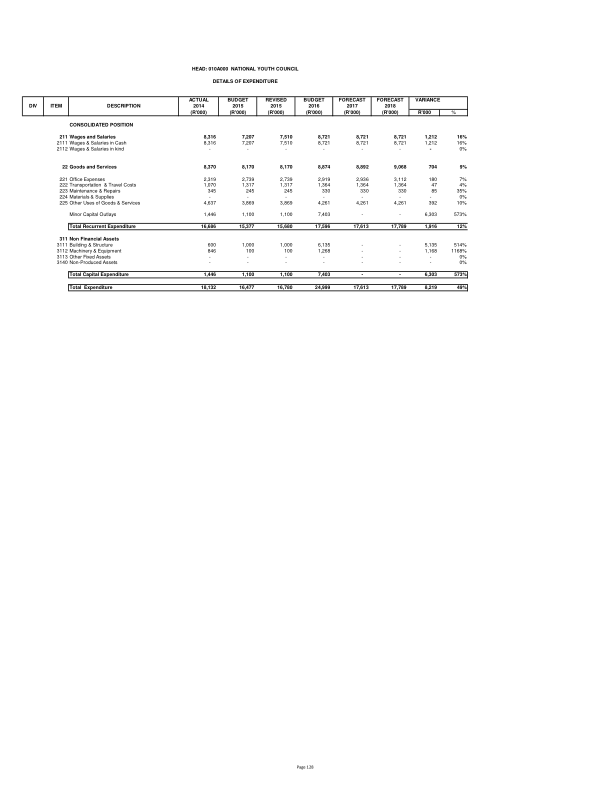 HEAD: 010A000 NATIONAL YOUTH COUNCIL
DETAILS OF EXPENDITURE
DIV ITEM DESCRIPTION ACTUAL 2014 (R'000) BUDGET 2015 (R'000) REVISED 2015 (R'000) BUDGET 2016 (R'000) FORECAST 2017 (R'000) FORECAST 2018 (R'000) VARIANCE R'000 %
CONSOLIDATED POSITION
211 Wages and Salaries 8,316 7,207 7,510 8,721 8,721 8,721 1,212 16%
2111 Wages & Salaries in Cash 8,316 7,207 7,510 8,721 8,721 8,721 1,212 16%
2112 Wages & Salaries in kind - - - - - - - 0%
22 Goods and Services 8,370 8,170 8,170 8,874 8,892 9,068 704 9%
221 Office Expenses 2,319 2,739 2,739 2,919 2,936 3,112 180 7%
222 Transportation & Travel Costs 1,070 1,317 1,317 1,364 1,364 1,364 47 4%
223 Maintenance & Repairs 345 245 245 330 330 330 85 35%
224 Materials & Supplies - - - - - - - 0%
225 Other Uses of Goods & Services 4,637 3,869 3,869 4,261 4,261 4,261 392 10%
Minor Capital Outlays 1,446 1,100 1,100 7,403 - - 6,303 573%
Total Recurrent Expenditure 16,686 15,377 15,680 17,596 17,613 17,789 1,916 12%
311 Non Financial Assets
3111 Building & Structure 600 1,000 1,000 6,135 - - 5,135 514%
3112 Machinery & Equipment 846 100 100 1,268 - - 1,168 1168%
3113 Other Fixed Assets - - - - - - - 0%
3140 Non-Produced Assets - - - - - - - 0%
Total Capital Expenditure 1,446 1,100 1,100 7,403 - - 6,303 573%
Total Expenditure 18,132 16,477 16,780 24,999 17,613 17,789 8,219 49%
Page 128